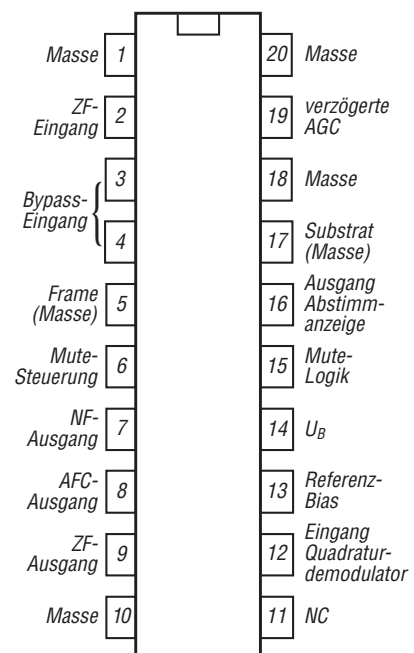 Masse 1
ZF-
Eingang 2
3
Bypass-
Eingang
4
Frame
(Masse) 5
Mute-
Steuerung 6
NF-
Ausgang 7
AFC-
Ausgang 8
ZF-
Ausgang 9
Masse 10
20 Masse
19 verzögerte
AGC
18 Masse
17 Substrat
(Masse)
Ausgang
16 Abstimm-
anzeige
15 Mute-
Logik
14 UB
13 Referenz-
Bias
Eingang
12 Quadratur-
demodulator
11 NC